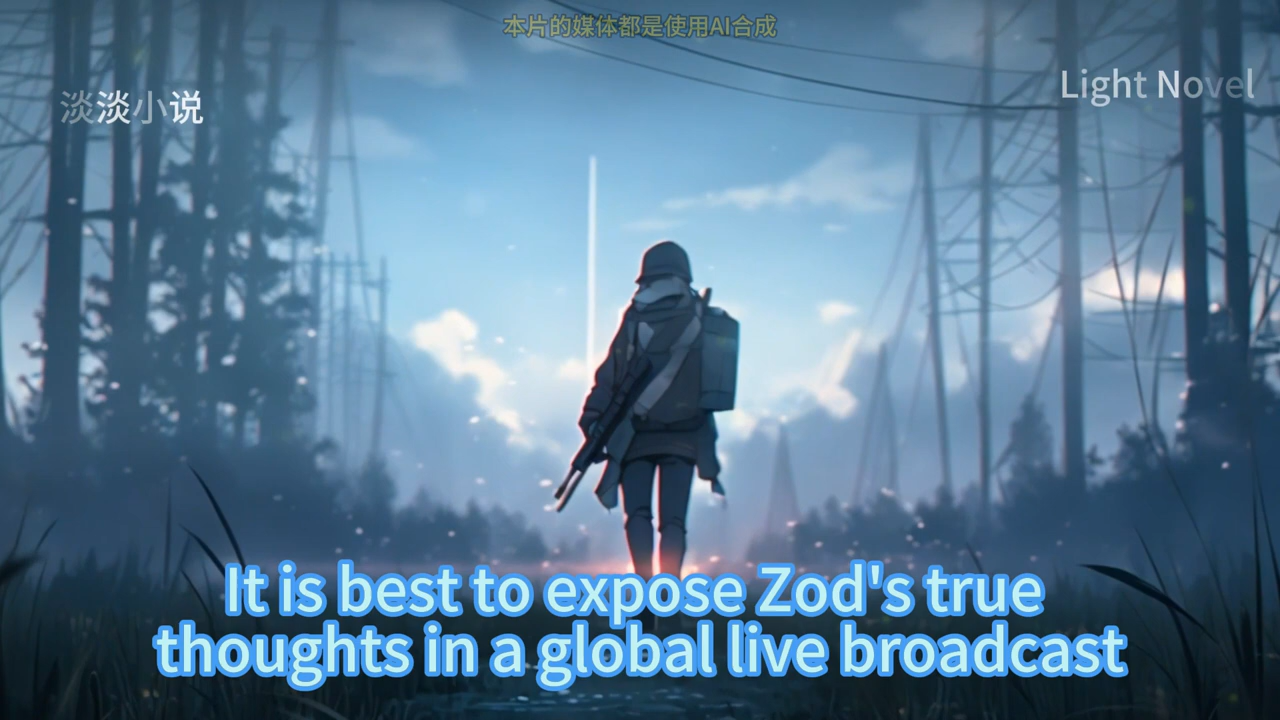 本片的媒体都是使用AI合成
淡淡小说
Light Novel
It is best to expose Zod's true
thoughts in a global live broadcast